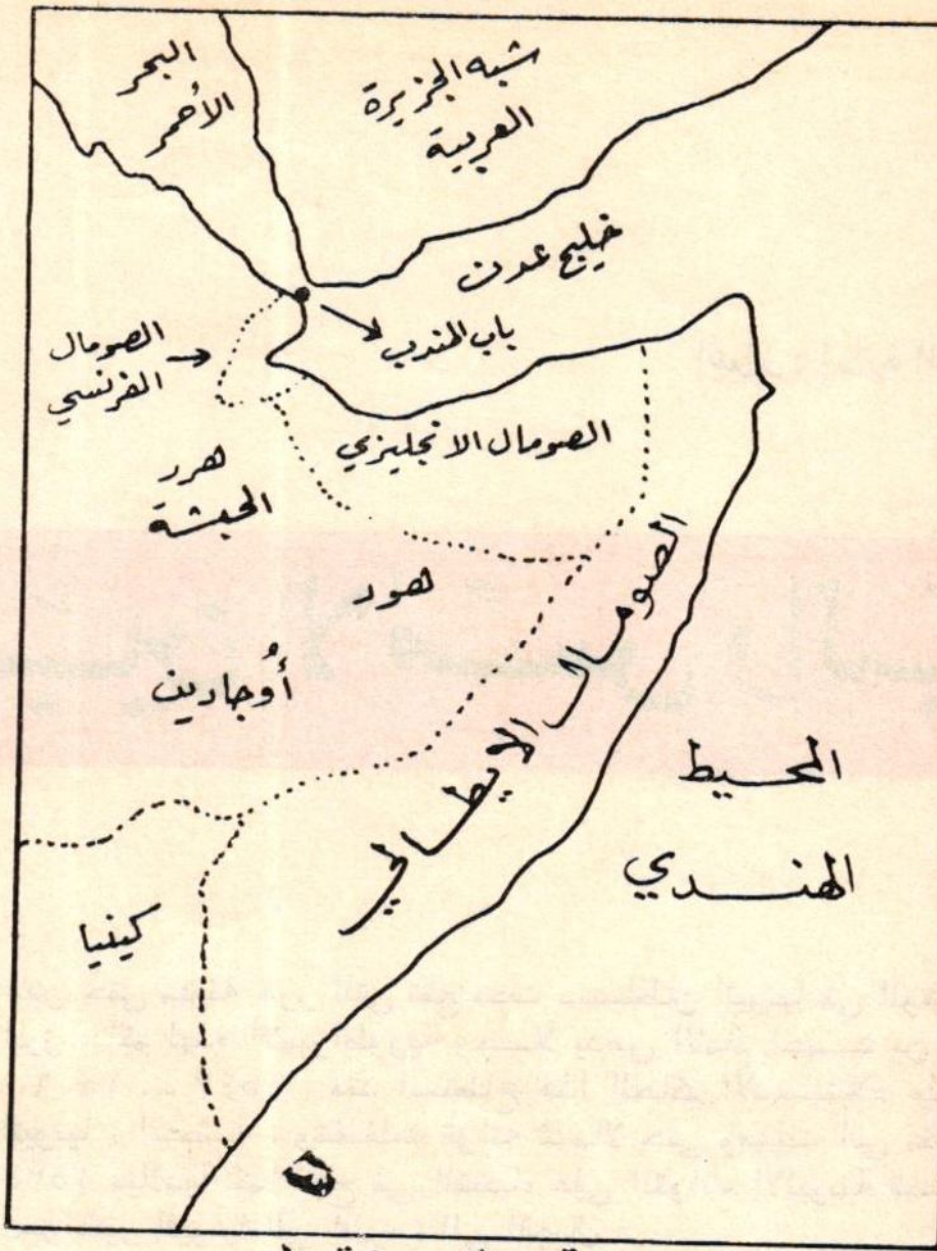 البحر
الأحمر
شبه الجزيرة
العربية
خليج عدن
باب المندب
الصومال
الفرنسي
الصومال الانجليزي
هرر
الحبشة
هود
أوجادين
الصومال الايطالي
المحيط
الهندي
كينيا